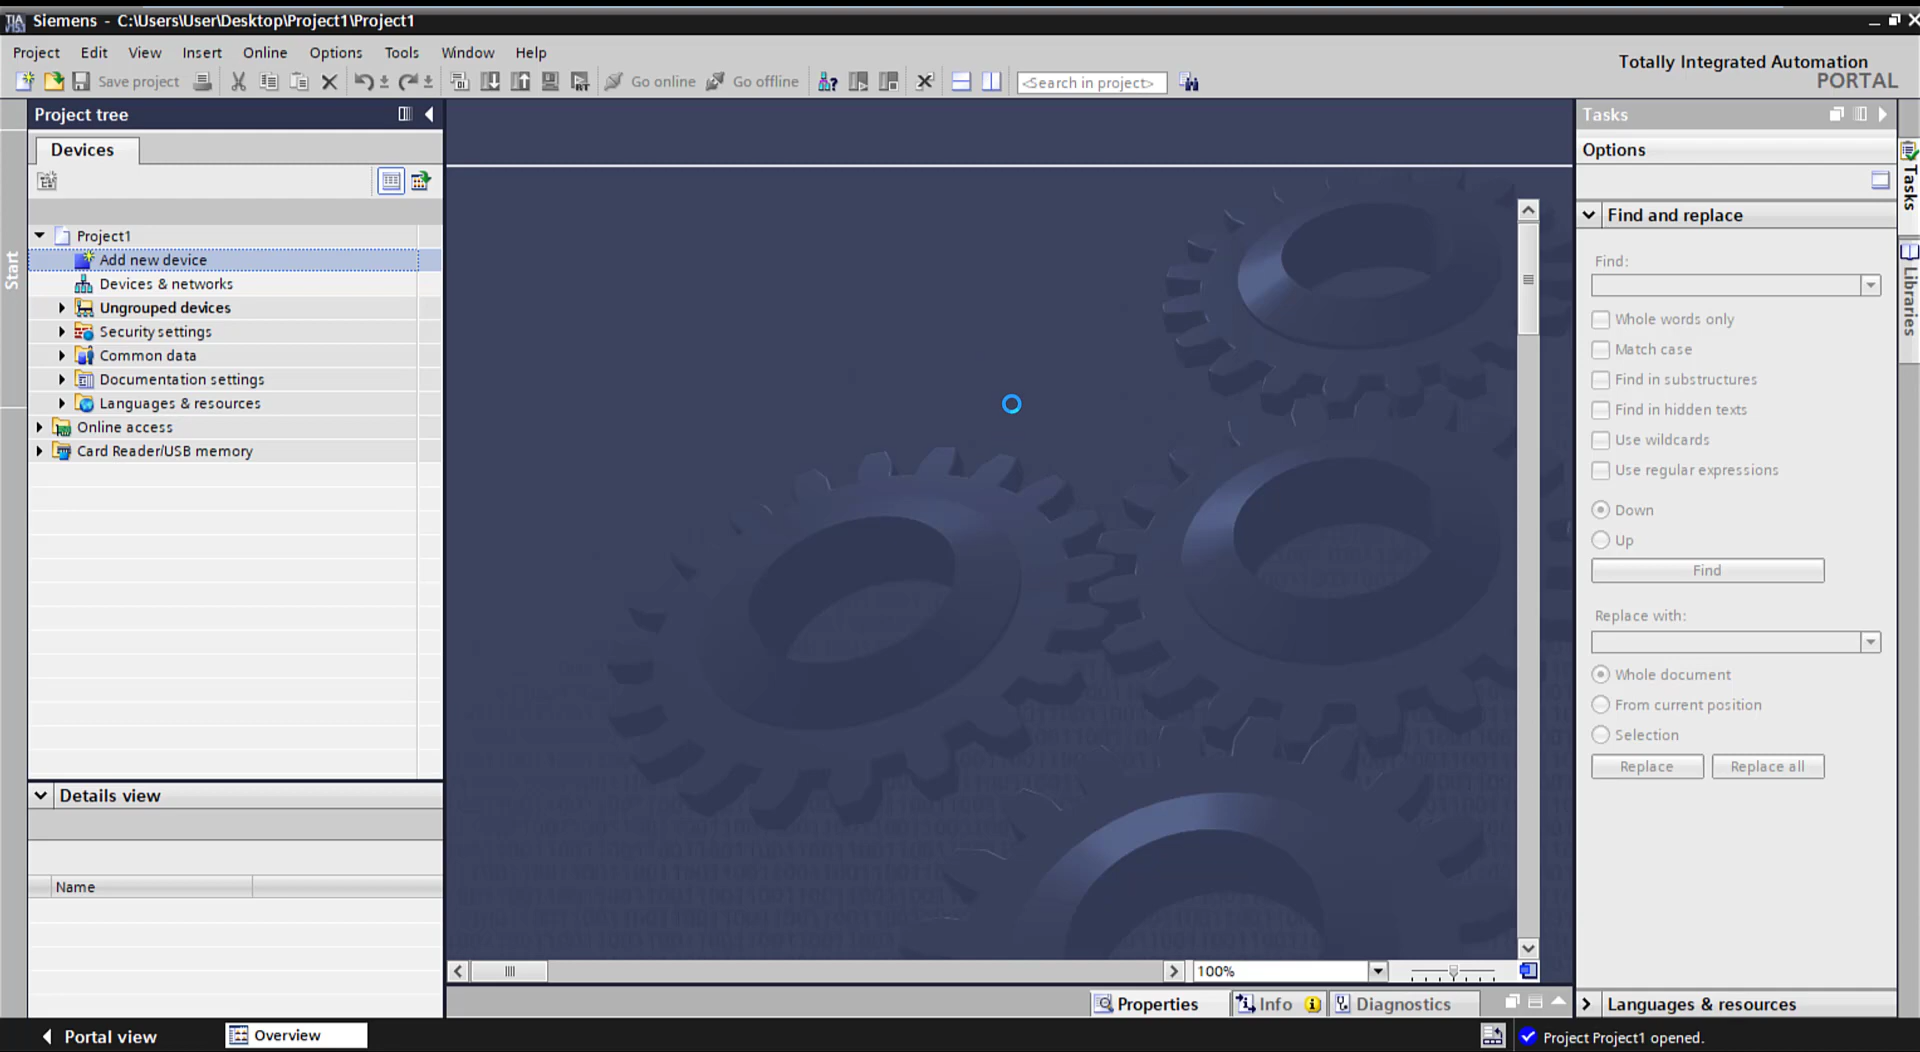 Siemens - C:\Users\User\Desktop\Project1\Project1
Project Edit View Insert Online Options Tools Window Help
Totally Integrated Automation
PORTAL
Save project
Go online
Go offline
<Search in project>
Project tree
Devices
Start
Project1
Add new device
Devices & networks
Ungrouped devices
Security settings
Common data
Documentation settings
Languages & resources
Online access
Card Reader/USB memory
Details view
Name
100%
Properties
Info
Diagnostics
Tasks
Options
Find and replace
Find:
Whole words only
Match case
Find in substructures
Find in hidden texts
Use wildcards
Use regular expressions
Down
Up
Find
Replace with:
Whole document
From current position
Selection
Replace
Replace all
Languages & resources
Tasks
Libraries
Portal view
Overview
Project Project1 opened.